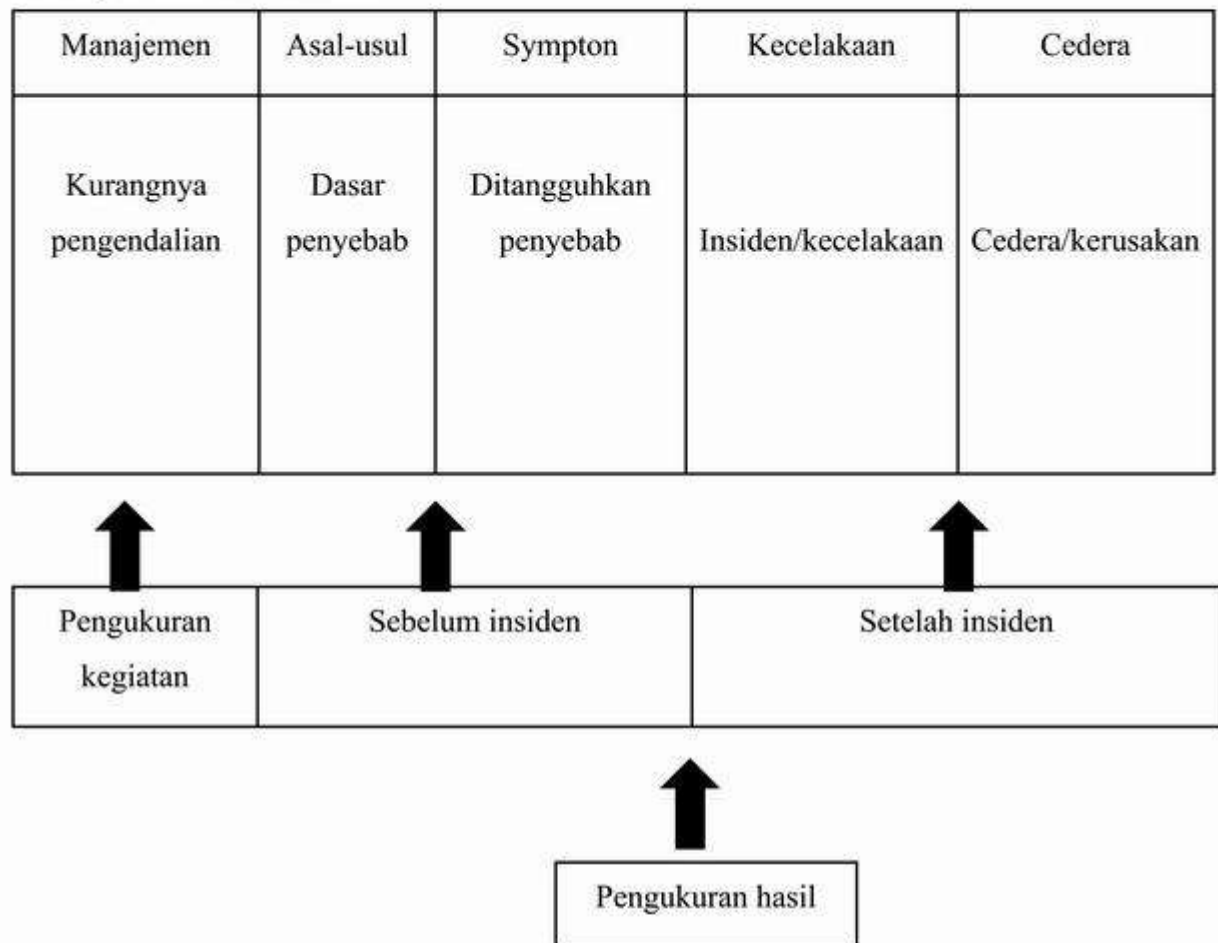 Manajemen
Asal-usul
Sympton
Kecelakaan
Cedera
Kurangnya
pengendalian
Dasar
penyebab
Ditangguhkan
penyebab
Insiden/kecelakaan
Cedera/kerusakan
Pengukuran
kegiatan
Sebelum insiden
Setelah insiden
Pengukuran hasil